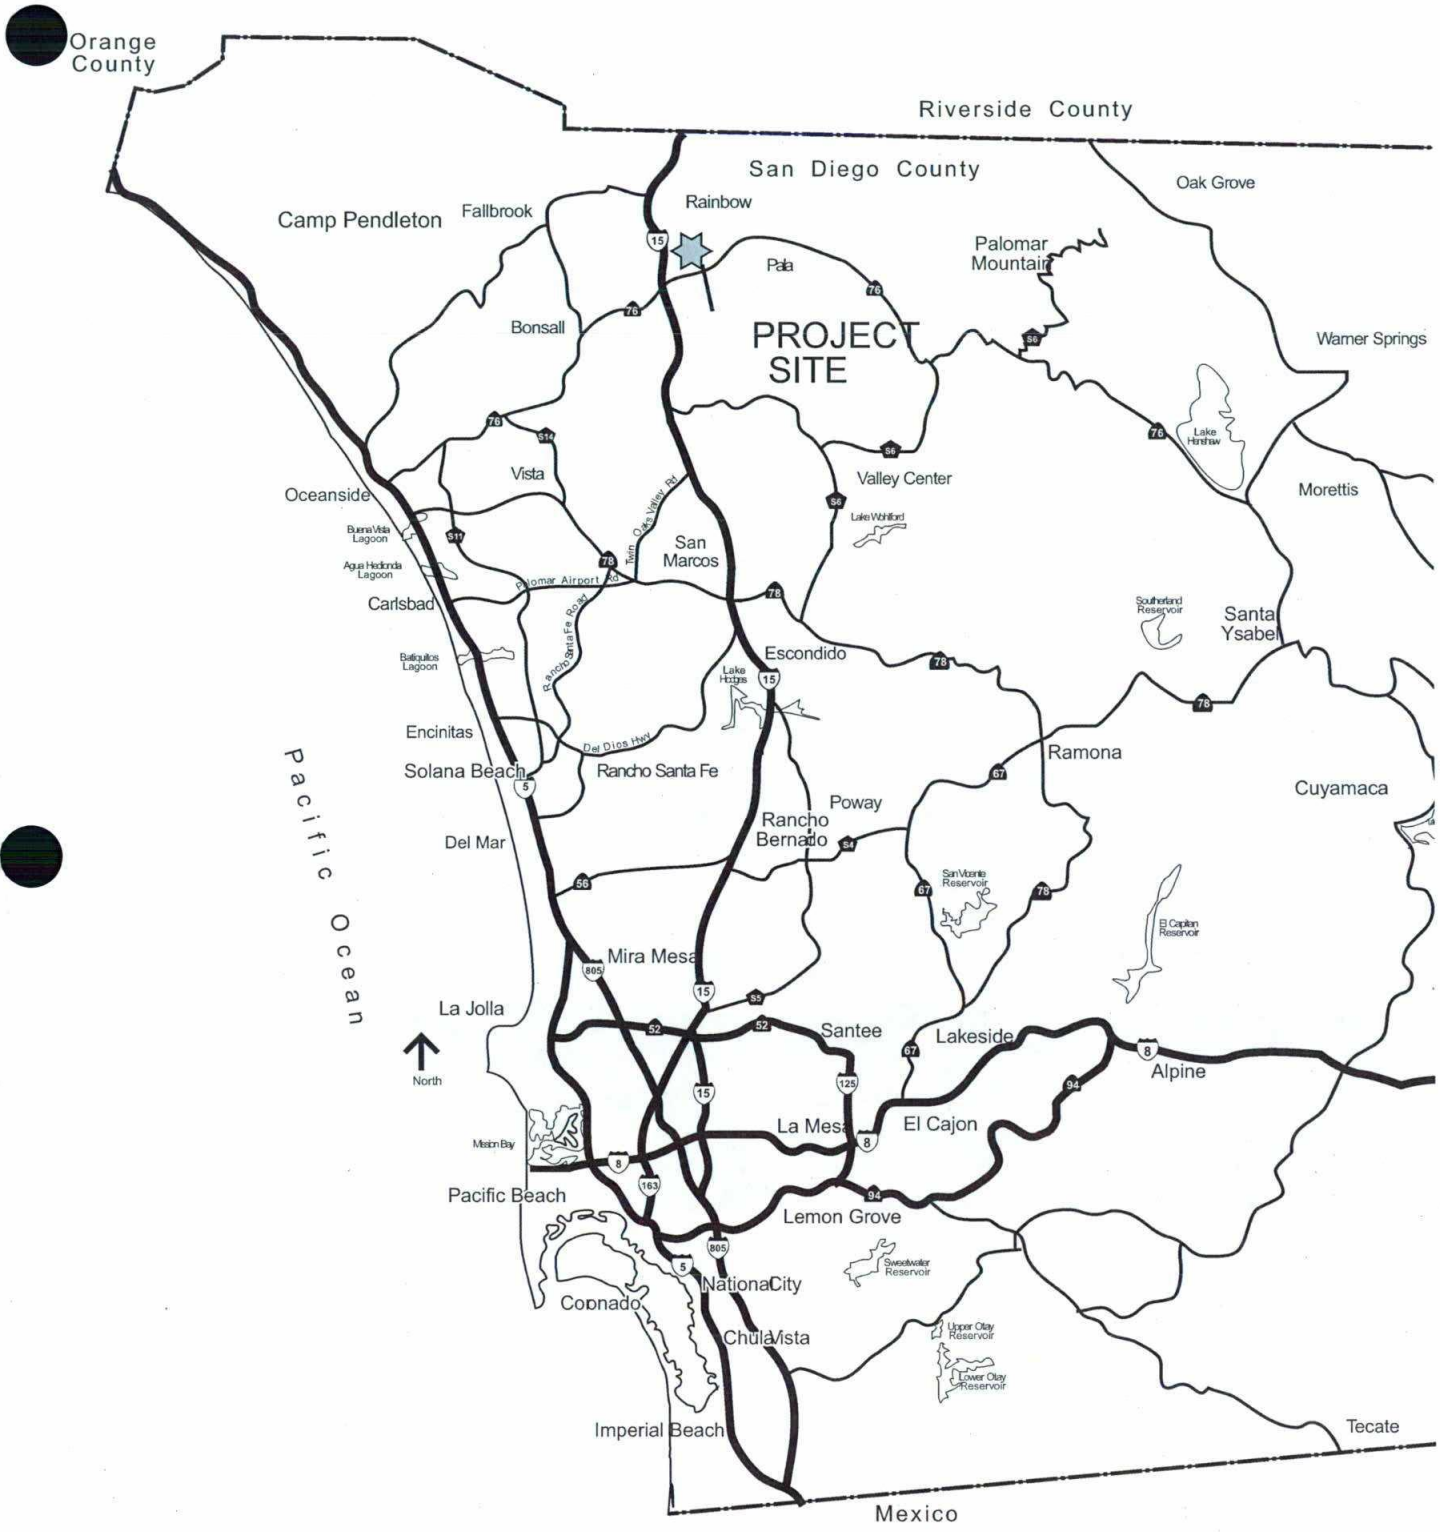 Orange
County
Riverside County
San Diego County
Oak Grove
Rainbow
Camp Pendleton
Fallbrook
15
Palomar
Mountain
Pala
76
76
Bonsall
PROJECT
SITE
S6
Warner Springs
76
S14
76
Lake
Henshaw
S6
Vista
Valley Center
Oceanside
Twin Oaks Valley Rd
S6
Morettis
Buena Vista
Lagoon
Lake Wohlford
S11
San
Marcos
Agua Hedionda
Lagoon
78
Palomar Airport Rd
78
Carlsbad
Rancho Santa Fe Road
Southerland
Reservoir
Santa
Ysabel
Batiquitos
Lagoon
Escondido
78
Lake
Hodges
15
78
Encinitas
Del Dios Hwy
Ramona
Solana Beach
Rancho Santa Fe
67
5
Cuyamaca
Poway
Rancho
Bernado
Del Mar
S4
56
San Vicente
Reservoir
67
78
El Capitan
Reservoir
Pacific Ocean
Mira Mesa
805
15
S5
La Jolla
52
52
Santee
Lakeside
North
67
8
Alpine
125
94
15
La Mesa
El Cajon
Mission Bay
8
8
163
Pacific Beach
94
Lemon Grove
805
5
Sweetwater
Reservoir
National City
Coronado
Chula Vista
Upper Otay
Reservoir
Lower Otay
Reservoir
Imperial Beach
Tecate
Mexico